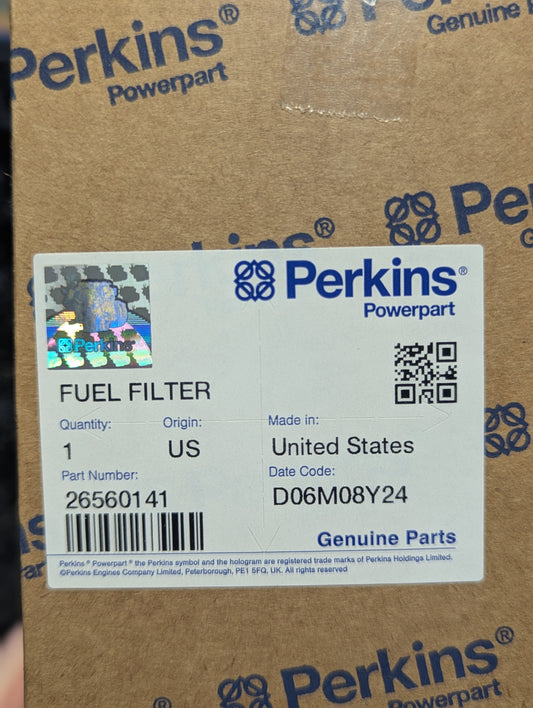 Perkins®
Powerpart
Genuine
Perkins®
Powerpart
Perkins
FUEL FILTER
Quantity:
Origin:
Made in:
1
US
United States
Part Number:
Date Code:
26560141
D06M08Y24
Genuine Parts
Perkins® Powerpart® the Perkins symbol and the hologram are registered trade marks of Perkins Holdings Limited.
©Perkins Engines Company Limited, Peterborough, PE1 5FQ, UK. All rights reserved
Perkins®
Powerpart